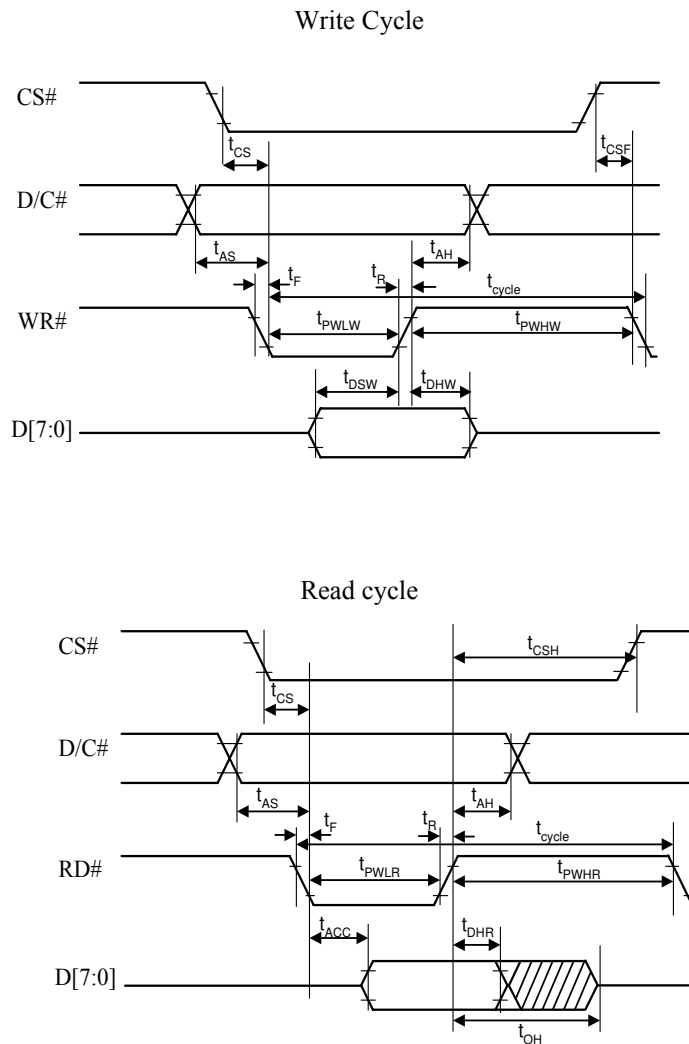 Write Cycle
CS#
tCS
tCSF
D/C#
tAS
tAH
tF
tR
tcycle
WR#
tPWLW
tPWHW
tDSW
tDHW
D[7:0]
Read cycle
CS#
tCSH
tCS
D/C#
tAS
tAH
tF
tR
tcycle
RD#
tPWLR
tPWHR
tACC
tDHR
D[7:0]
tOH